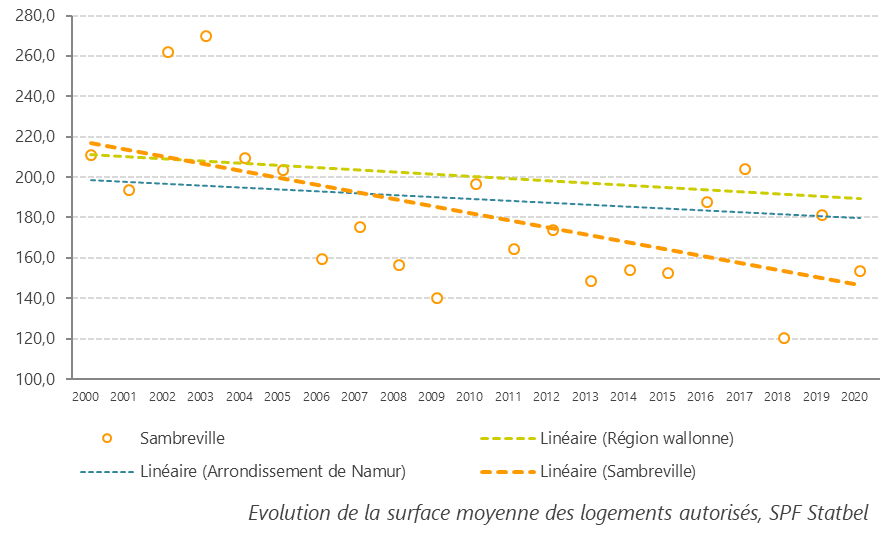 280,0
260,0
240,0
220,0
200,0
180,0
160,0
140,0
120,0
100,0
2000 2001 2002 2003 2004 2005 2006 2007 2008 2009 2010 2011 2012 2013 2014 2015 2016 2017 2018 2019 2020
Sambreville Linéaire (Région wallonne)
Linéaire (Arrondissement de Namur) Linéaire (Sambreville)
Evolution de la surface moyenne des logements autorisés, SPF Statbel